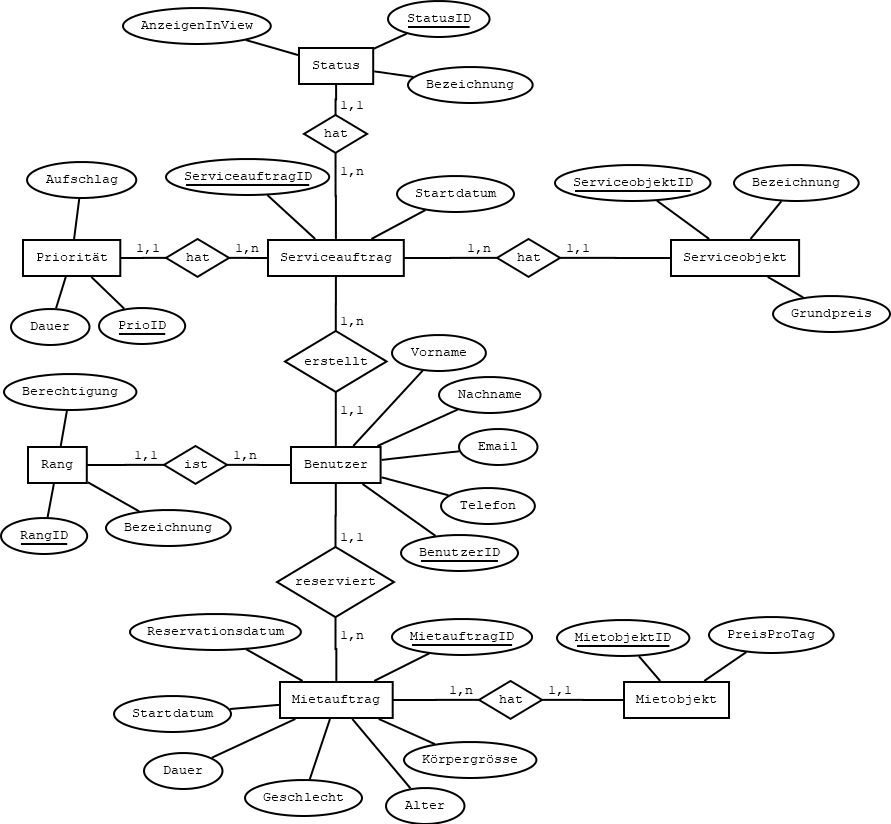 StatusID
AnzeigenInView
Status
Bezeichnung
1,1
hat
1,n
Aufschlag
ServiceauftragID
Startdatum
ServiceobjektID
Bezeichnung
Priorität
1,1
hat
1,n
Serviceauftrag
1,n
hat
1,1
Serviceobjekt
Dauer
PrioID
1,n
Grundpreis
erstellt
Vorname
Berechtigung
1,1
Nachname
Rang
1,1
ist
1,n
Benutzer
Email
RangID
Bezeichnung
Telefon
1,1
BenutzerID
reserviert
Reservationsdatum
1,n
MietauftragID
MietobjektID
PreisProTag
Mietauftrag
1,n
hat
1,1
Mietobjekt
Startdatum
Dauer
Körpergrösse
Geschlecht
Alter